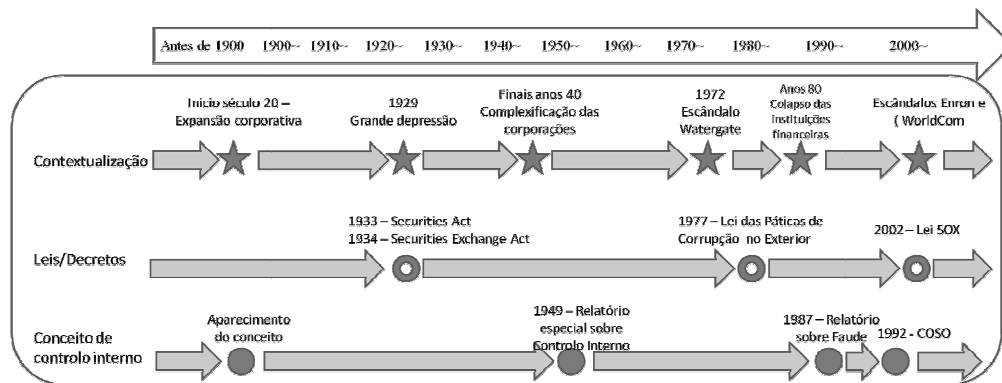 Antes de 1900 1900~ 1910~ 1920~ 1930~ 1940~ 1950~ 1960~ 1970~ 1980~ 1990~ 2000~
Inicio século 20 –
Expansão corporativa
1929
Grande depressão
Finais anos 40
Complexificação das
corporações
1972
Escândalo
Watergate
Anos 80
Colapso das
Instituições
financeiras
Escândalos Enron e
( WorldCom
Contextualização
1933 – Securities Act
1934 – Securities Exchange Act
1977 – Lei das Páticas de
Corrupção no Exterior
2002 – Lei SOX
Leis/Decretos
Aparecimento
do conceito
1949 – Relatório
especial sobre
Controlo Interno
1987 – Relatório
sobre Faude
1992 - COSO
Conceito de
controlo interno